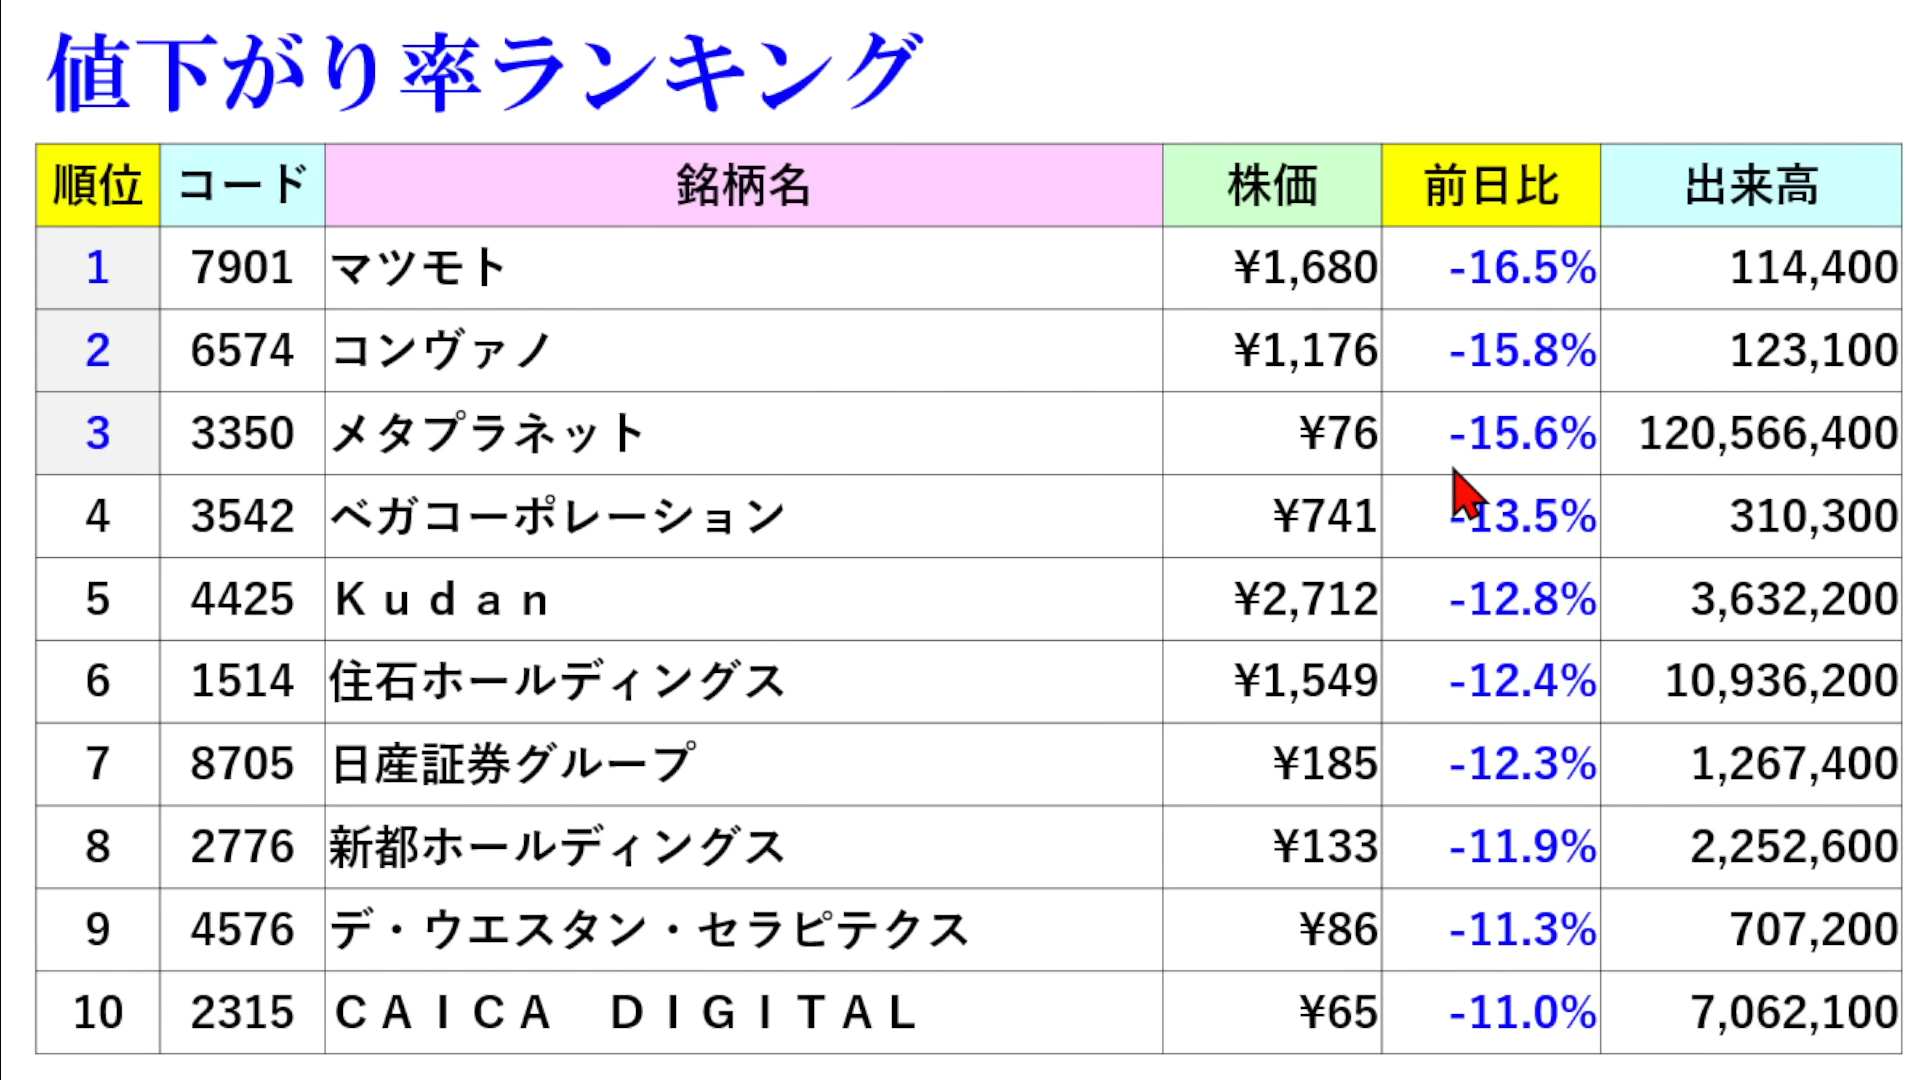 値下がり率ランキング
順位 コード 銘柄名 株価 前日比 出来高
1 7901 マツモト ¥1,680 -16.5% 114,400
2 6574 コンヴァノ ¥1,176 -15.8% 123,100
3 3350 メタプラネット ¥76 -15.6% 120,566,400
4 3542 ベガコーポレーション ¥741 -13.5% 310,300
5 4425 Ｋｕｄａｎ ¥2,712 -12.8% 3,632,200
6 1514 住石ホールディングス ¥1,549 -12.4% 10,936,200
7 8705 日産証券グループ ¥185 -12.3% 1,267,400
8 2776 新都ホールディングス ¥133 -11.9% 2,252,600
9 4576 デ・ウエスタン・セラピテクス ¥86 -11.3% 707,200
10 2315 ＣＡＩＣＡ　ＤＩＧＩＴＡＬ ¥65 -11.0% 7,062,100